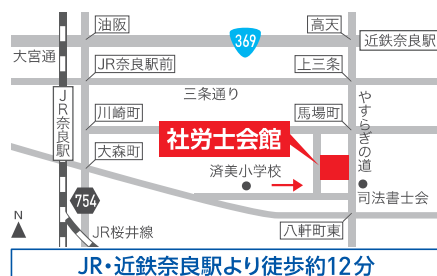 油阪
高天
369
近鉄奈良駅
大宮通
JR奈良駅前
上三条
三条通り
JR奈良駅
川崎町
馬場町
やすらぎの道
社労士会館
大森町
済美小学校
754
司法書士会
N
JR桜井線
八軒町東
JR・近鉄奈良駅より徒歩約12分